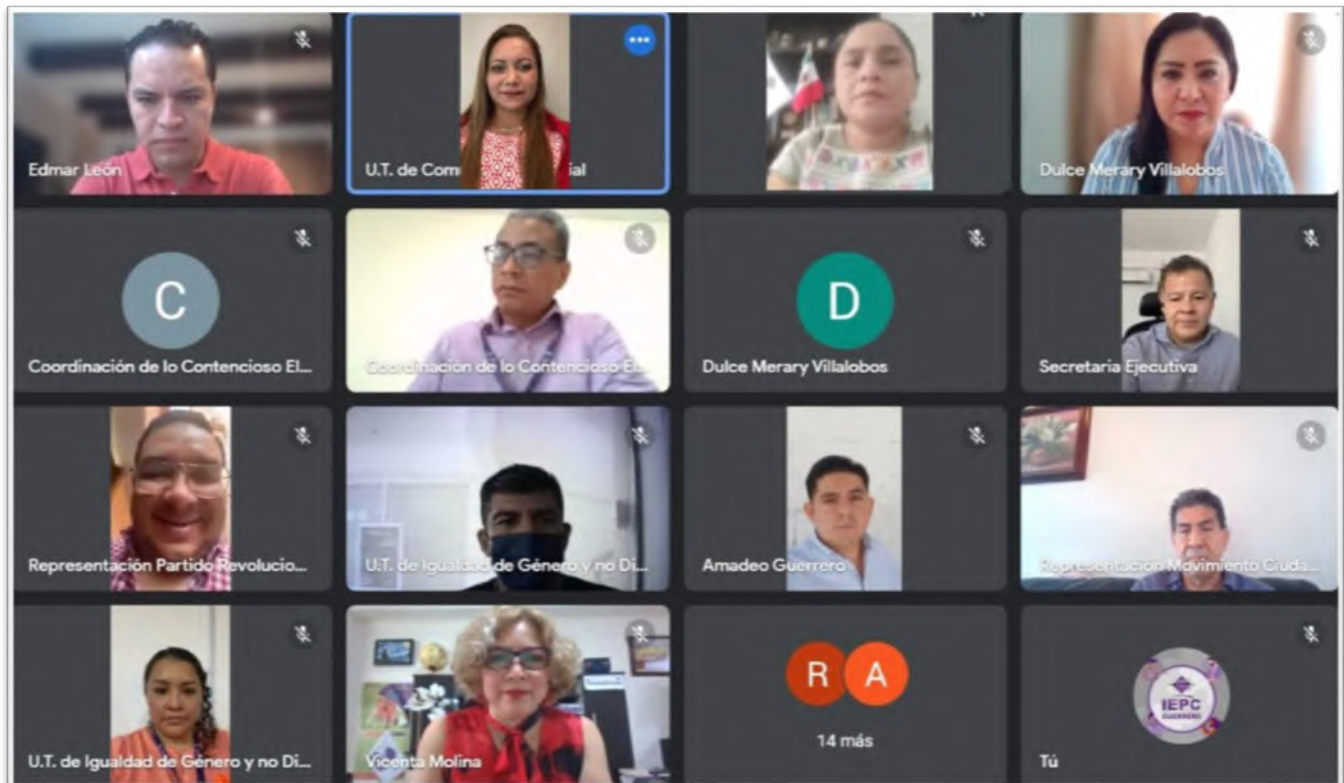 Edmar León
U.T. de Com ial
Dulce Merary Villalobos
C
Coordinación de lo Contencioso El...
Coordinación de lo Contencioso El...
D
Dulce Merary Villalobos
Secretaria Ejecutiva
Representación Partido Revolucio...
U.T. de Igualdad de Género y no Di...
Amadeo Guerrero
Representación Movimiento Ciuda...
U.T. de Igualdad de Género y no Di...
Vicenta Molina
R A
14 más
IEPC
GUERRERO
Tú